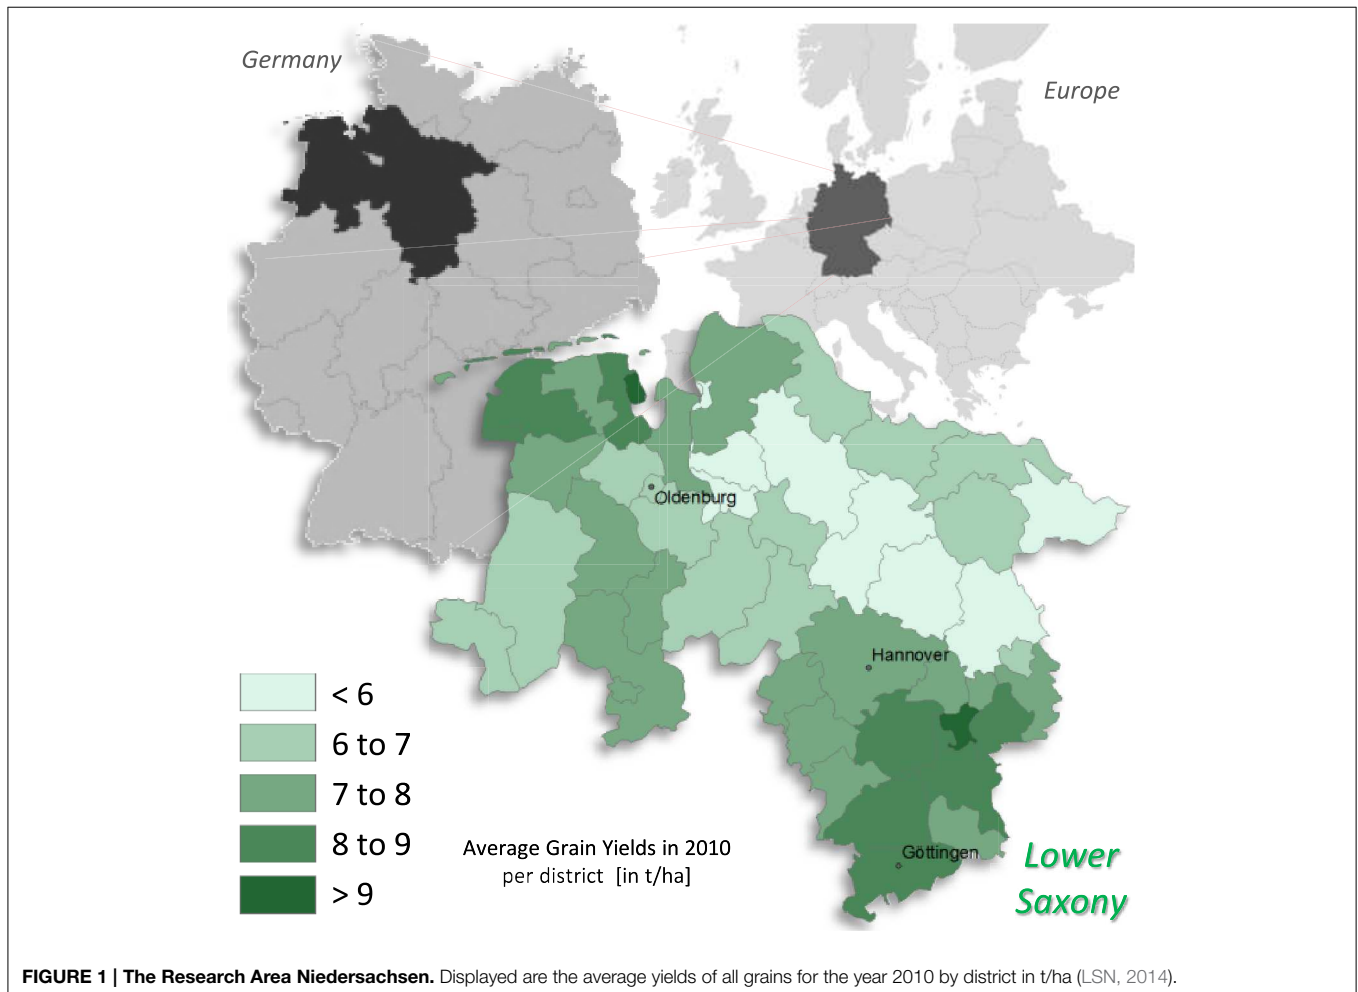 Germany
Europe
Oldenburg
Hannover
< 6
6 to 7
7 to 8
8 to 9
> 9
Average Grain Yields in 2010
per district [in t/ha]
Göttingen
Lower
Saxony
FIGURE 1 | The Research Area Niedersachsen. Displayed are the average yields of all grains for the year 2010 by district in t/ha (LSN, 2014).